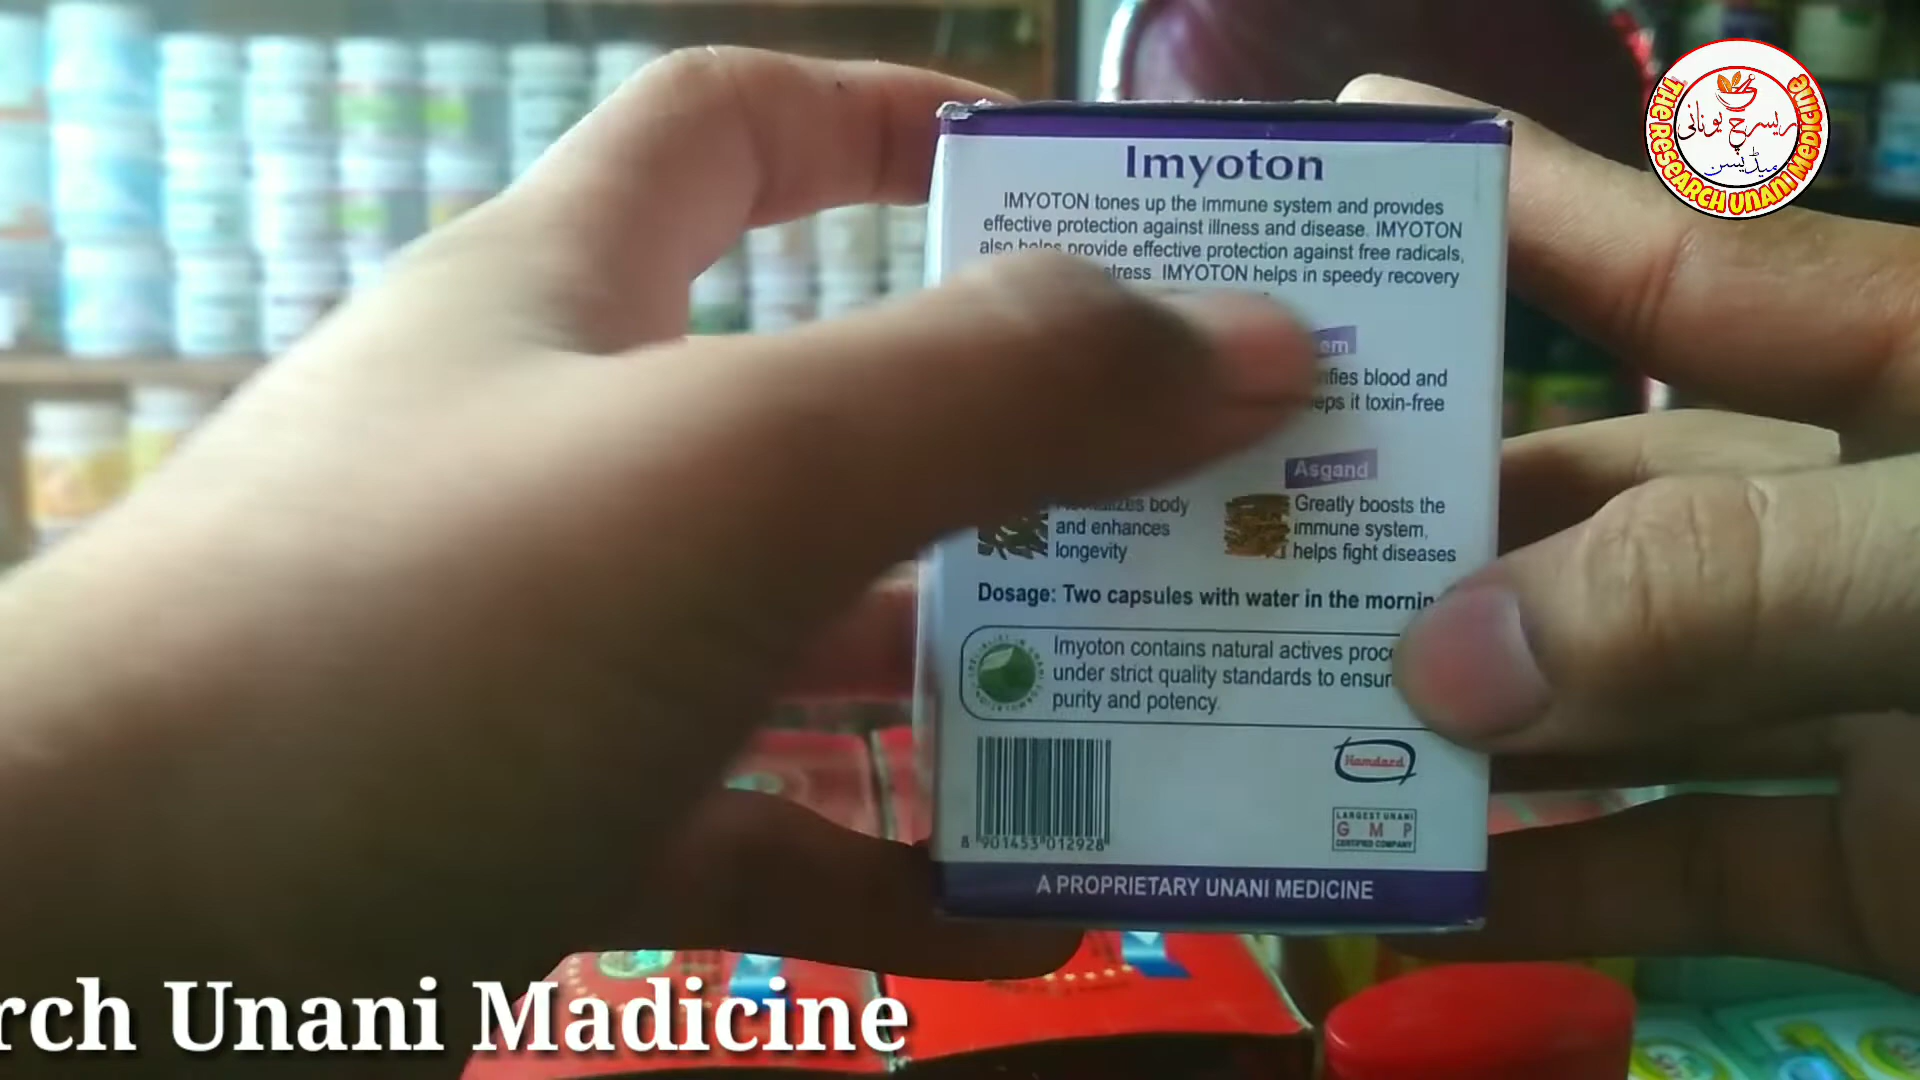 Imyoton
IMYOTON tones up the immune system and provides
effective protection against illness and disease. IMYOTON
also helps provide effective protection against free radicals,
stress. IMYOTON helps in speedy recovery
blood and
it toxin-free
body
and enhances
longevity
Asgand
Greatly boosts the
immune system,
helps fight diseases
Dosage: Two capsules with water in the
Imyoton contains natural actives
under strict quality standards to
purity and potency.
8 901453 012928
Hamdard
LARGEST UNANI
G M P
CERTIFIED COMPANY
A PROPRIETARY UNANI MEDICINE
THE RESEARCH UNANI MEDICINE
ریسرچ یونانی
میڈیسن
rch Unani Madicine